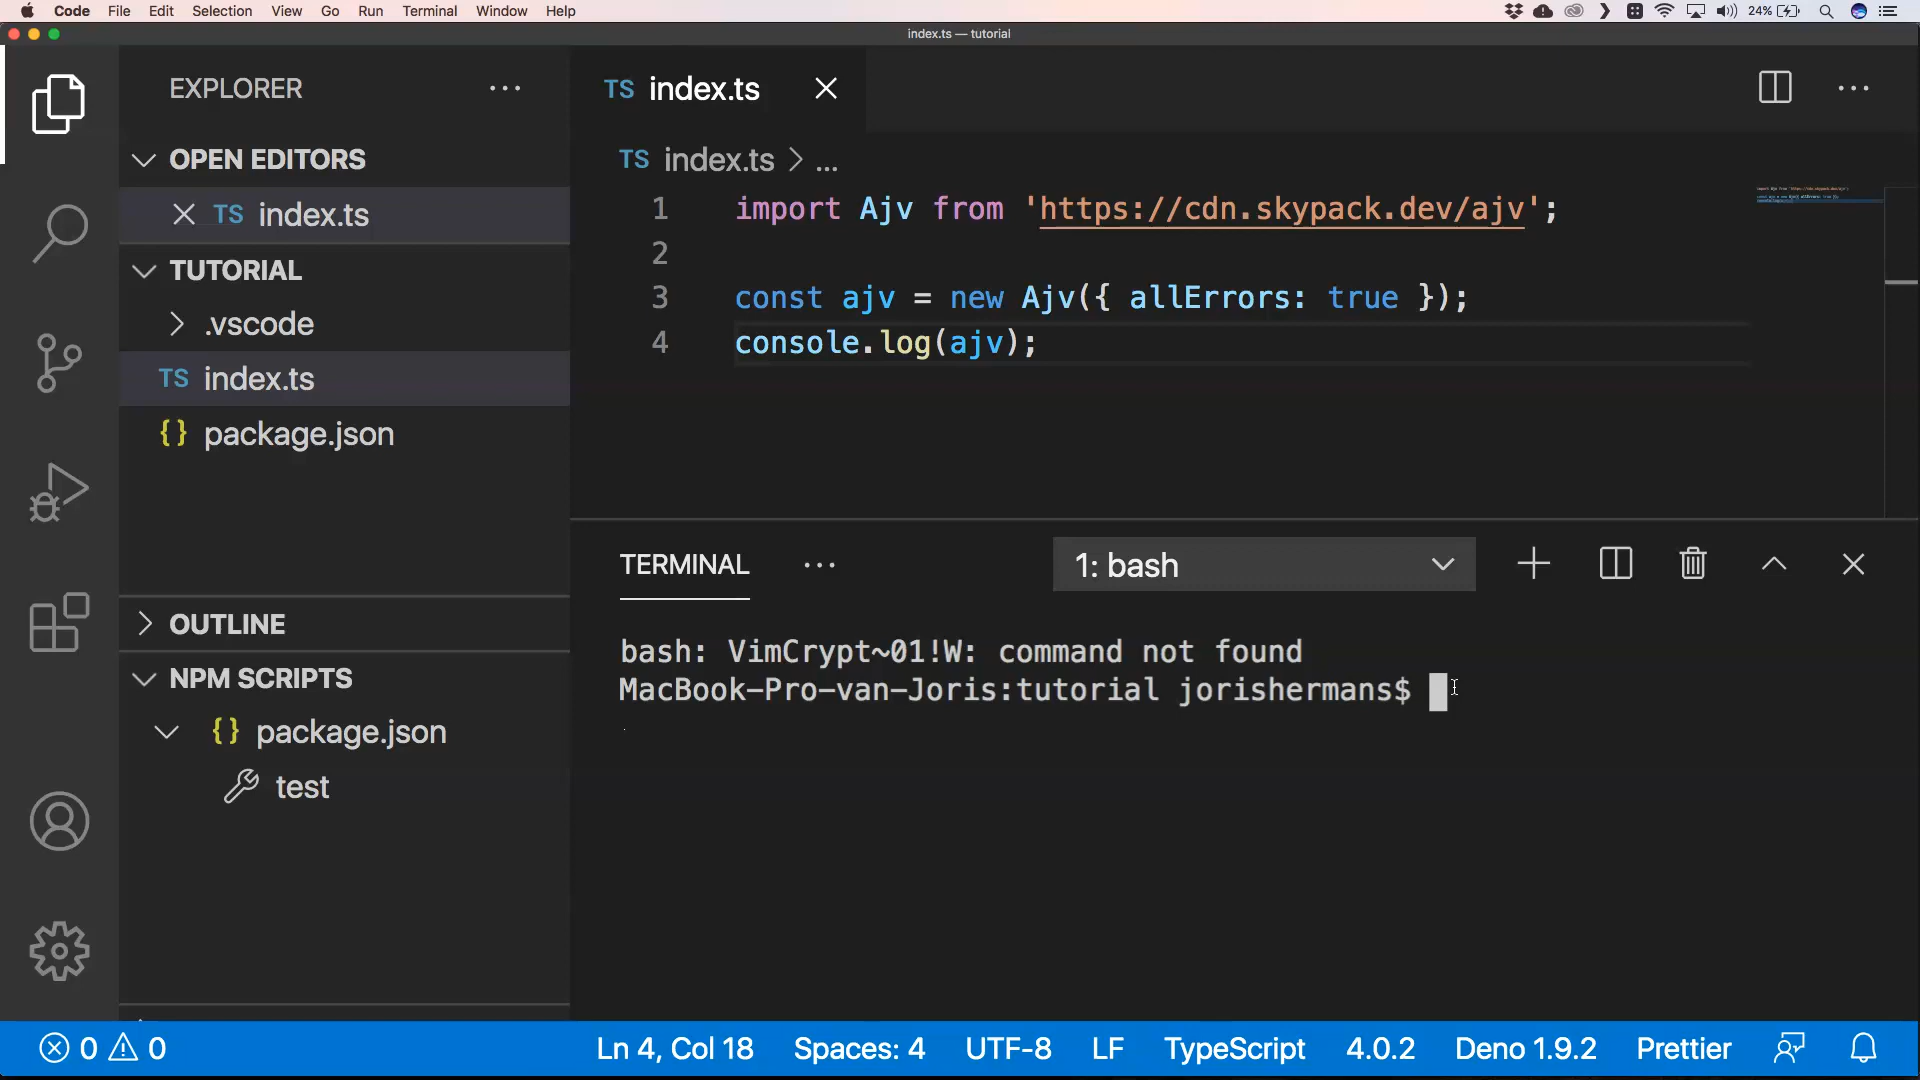 Code File Edit Selection View Go Run Terminal Window Help
24%
index.ts — tutorial
EXPLORER
TS index.ts
OPEN EDITORS
TS index.ts > ...
TS index.ts
1 import Ajv from 'https://cdn.skypack.dev/ajv';
2
TUTORIAL
3 const ajv = new Ajv({ allErrors: true });
.vscode
4 console.log(ajv);
TS index.ts
{} package.json
TERMINAL
1: bash
OUTLINE
bash: VimCrypt~01!W: command not found
NPM SCRIPTS
MacBook-Pro-van-Joris:tutorial jorishermans$
{} package.json
test
0 0
Ln 4, Col 18 Spaces: 4 UTF-8 LF TypeScript 4.0.2 Deno 1.9.2 Prettier